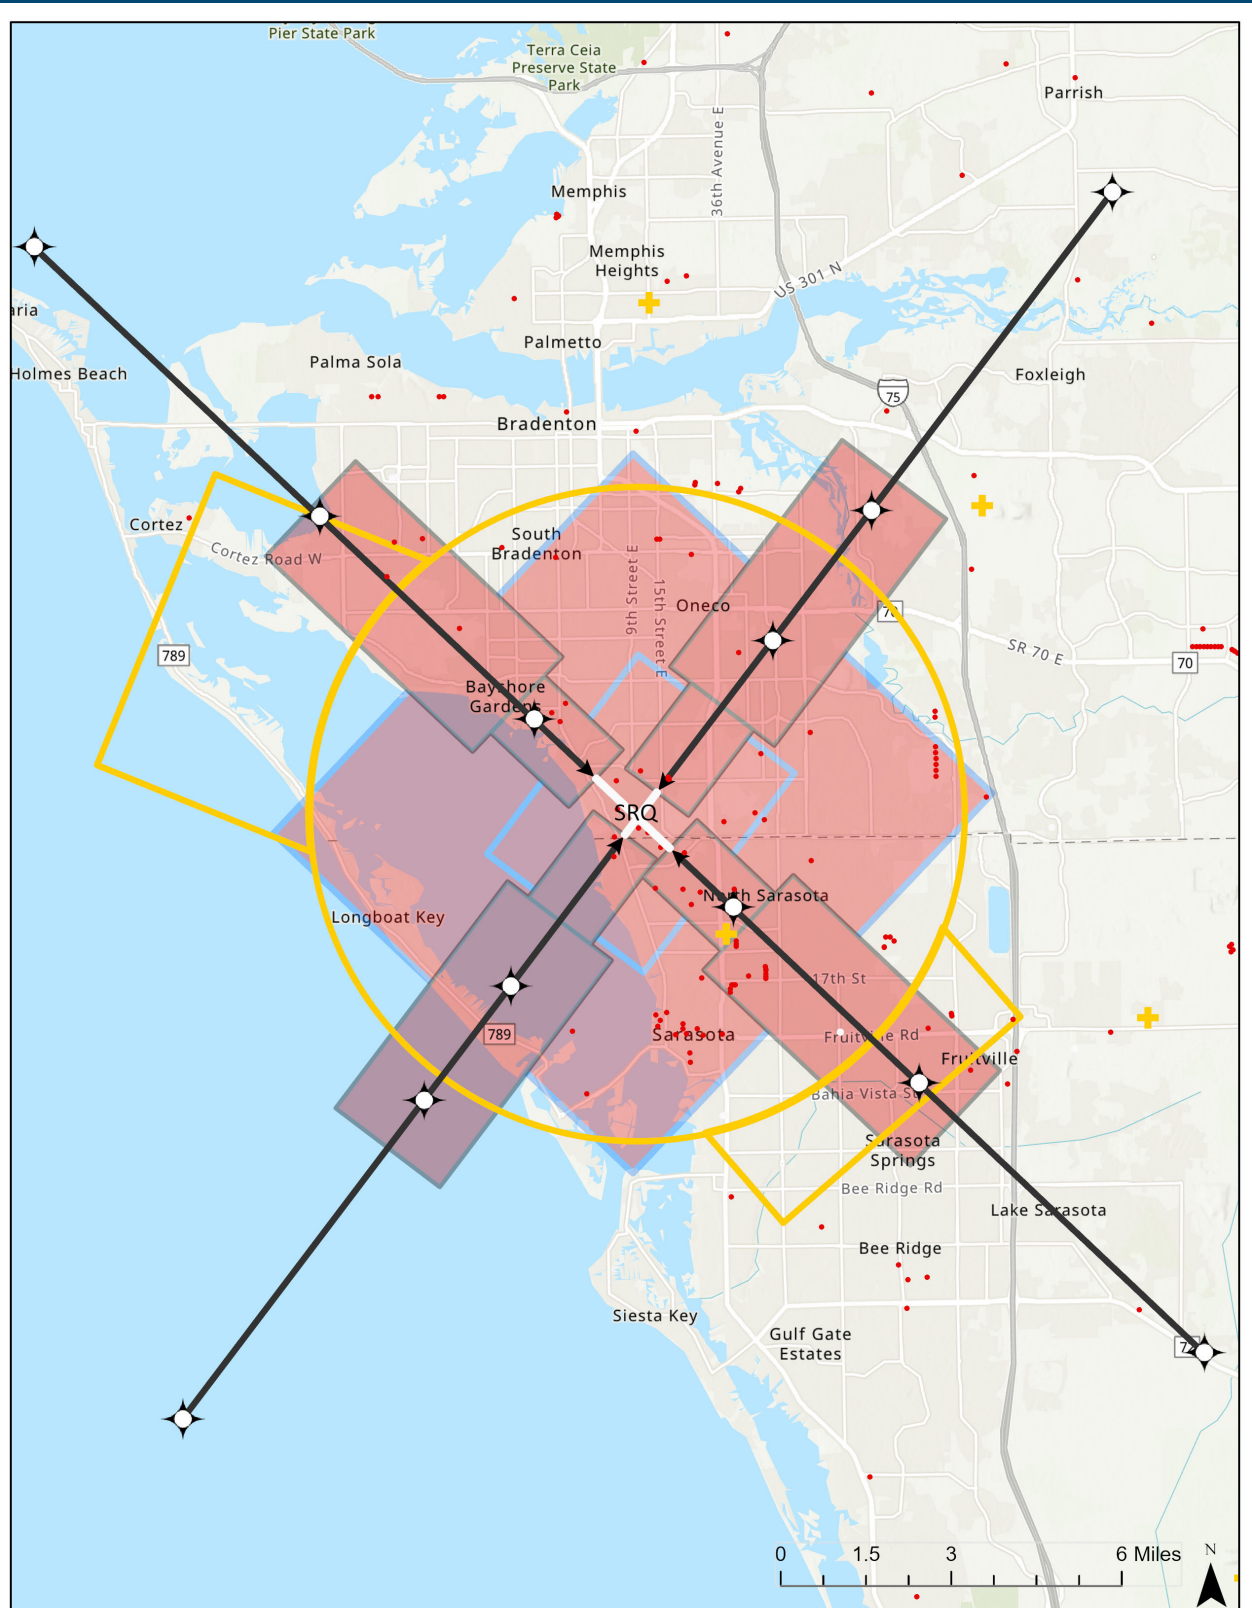 Pier State Park
Terra Ceia
Preserve State
Park
Parrish
36th Avenue E
Memphis
Memphis
Heights
US 301 N
aria
Palmetto
Holmes Beach
Palma Sola
Foxleigh
75
Bradenton
Cortez
South
Bradenton
Cortez Road W
9th Street E
15th Street E
Oneco
70
SR 70 E
789
70
Bayshore
Gardens
SRQ
North Sarasota
Longboat Key
17th St
789
Sarasota
Fruitville Rd
Fruitville
Bahia Vista St
Sarasota
Springs
Bee Ridge Rd
Lake Sarasota
Bee Ridge
Siesta Key
Gulf Gate
Estates
72
0 1.5 3 6 Miles
N